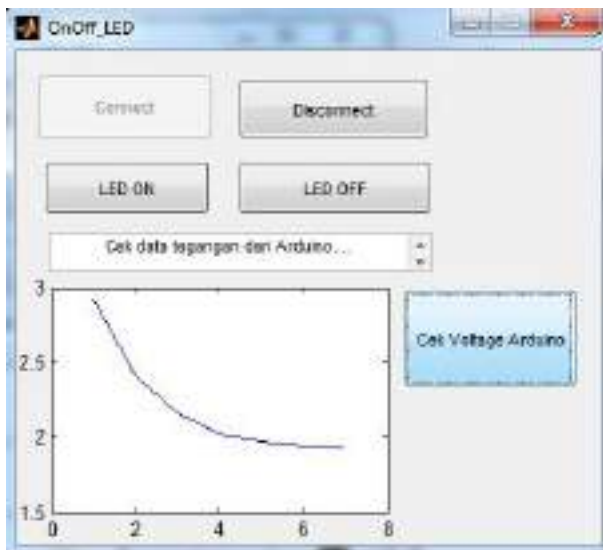 OnOff_LED
Connect
Disconnect
LED ON
LED OFF
Cek data tegangan dari Arduino...
Cek Voltage Arduino
3
2.5
2
1.5
0 2 4 6 8